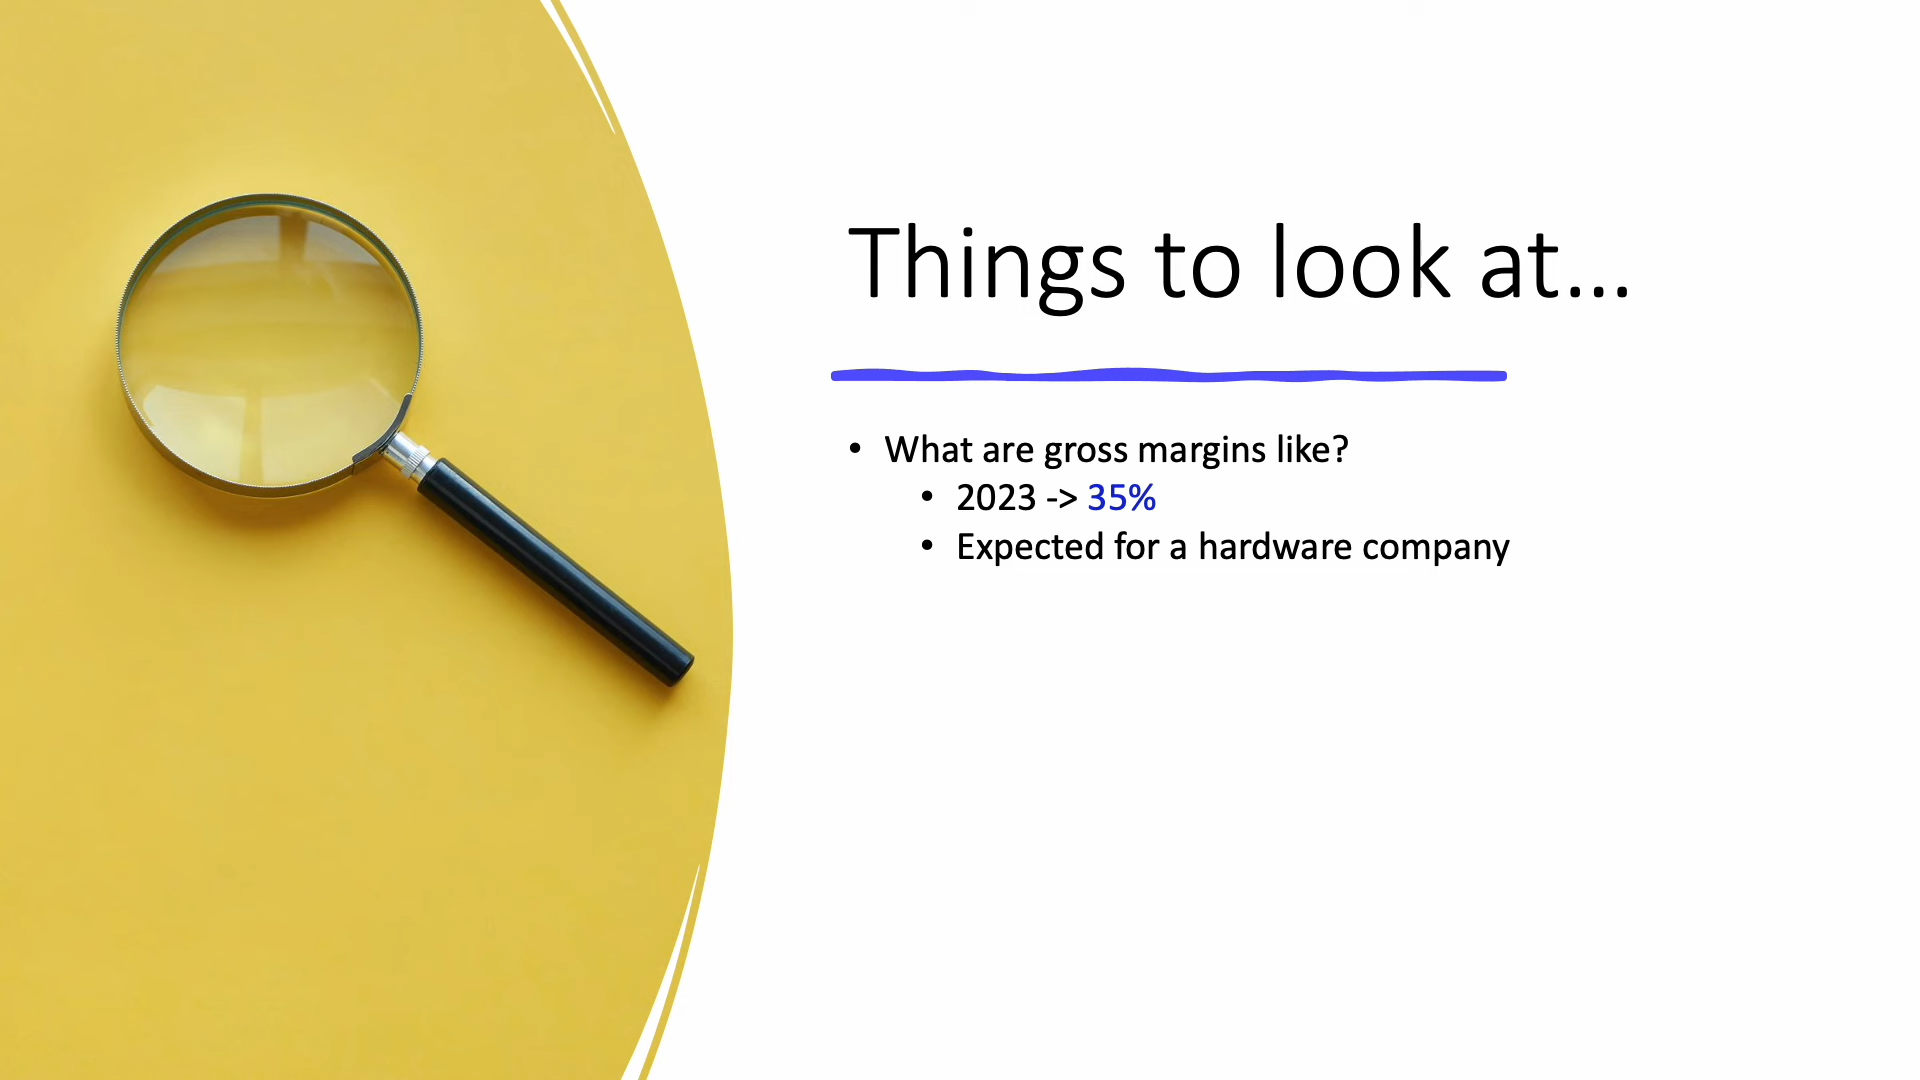 Things to look at...
• What are gross margins like?
• 2023 -> 35%
• Expected for a hardware company